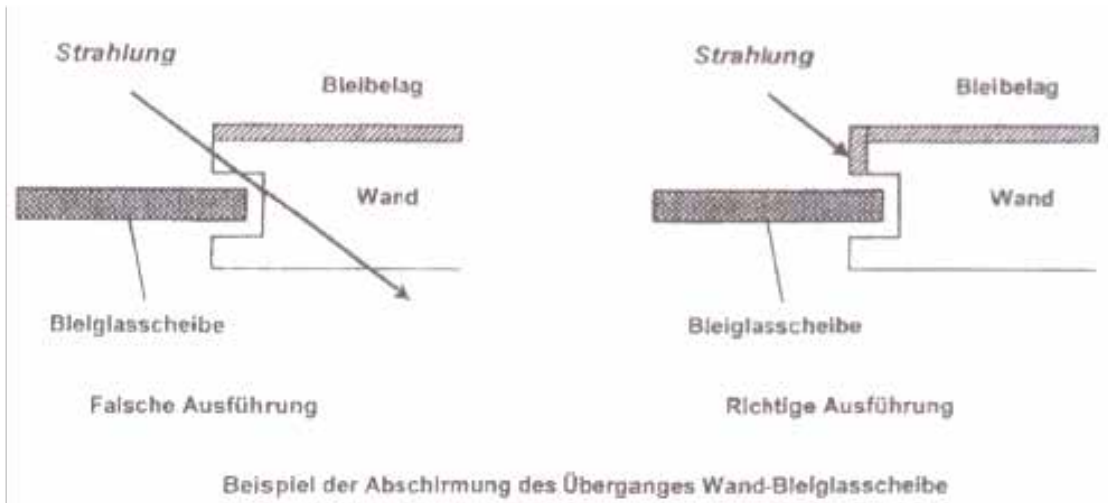 Strahlung
Bleibelag
Wand
Bleiglasscheibe
Falsche Ausführung
Strahlung
Bleibelag
Wand
Bleiglasscheibe
Richtige Ausführung
Beispiel der Abschirmung des Überganges Wand-Bleiglasscheibe